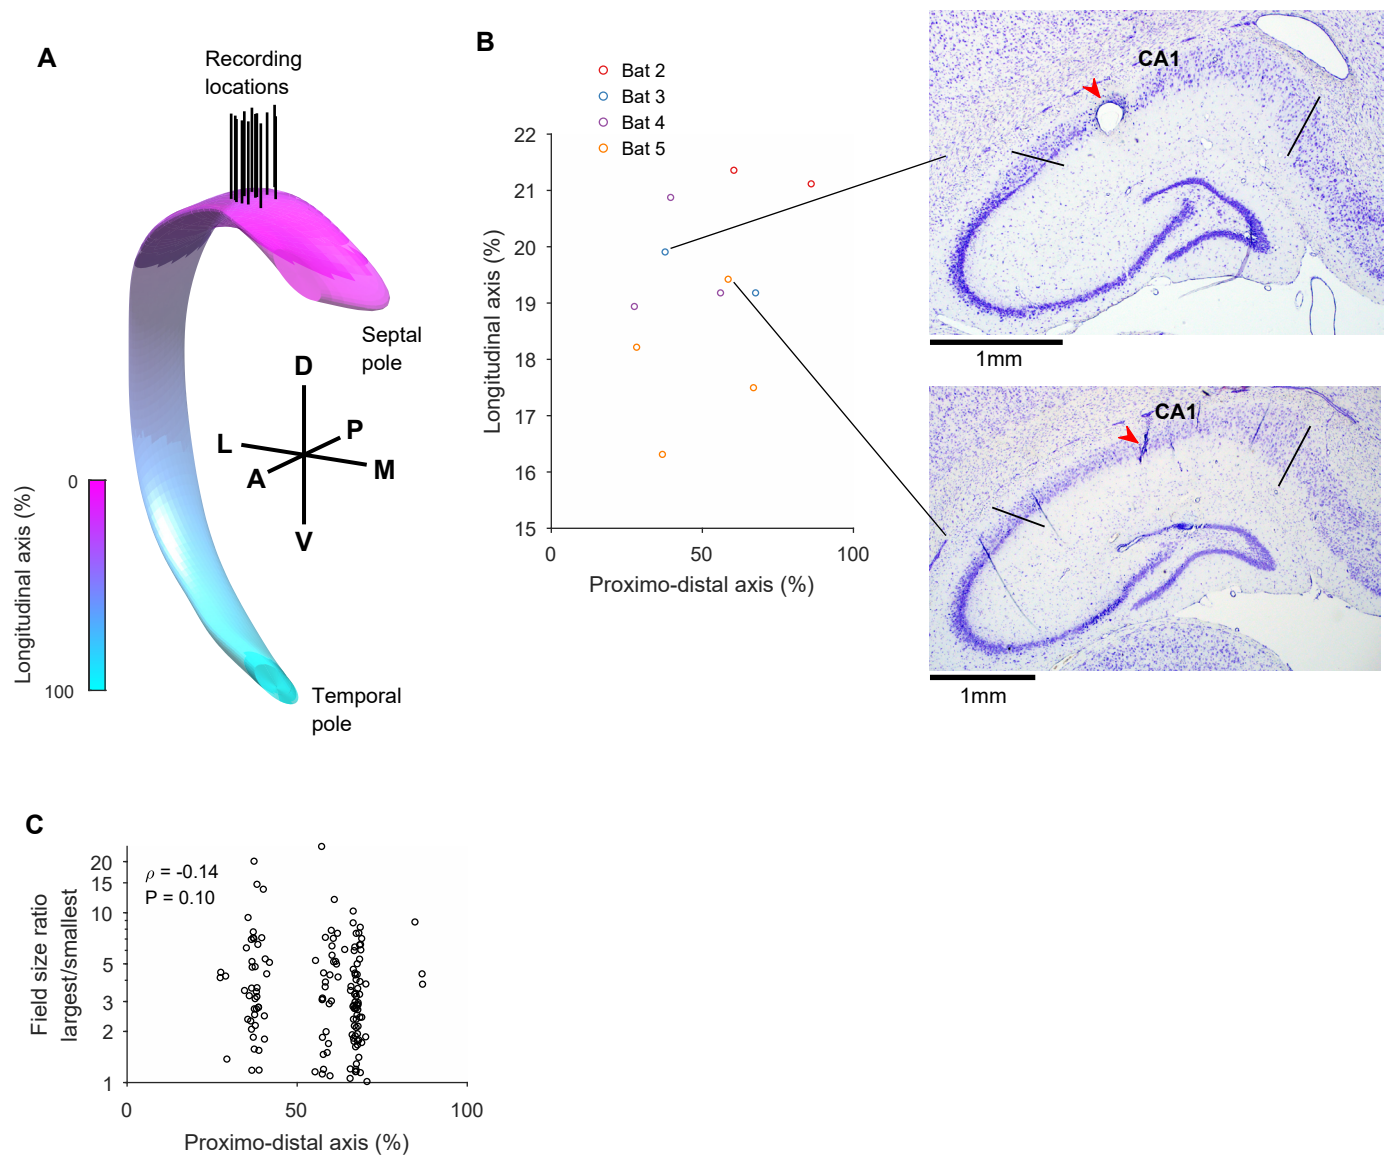 A
Recording
locations
Septal
pole
D
P
L
A
M
V
Longitudinal axis (%)
0
100
Temporal
pole
B
Bat 2
Bat 3
Bat 4
Bat 5
Longitudinal axis (%)
22
21
20
19
18
17
16
15
0
50
100
Proximo-distal axis (%)
CA1
1mm
CA1
1mm
C
Field size ratio
largest/smallest
ρ = -0.14
P = 0.10
20
15
10
5
3
2
1
0
50
100
Proximo-distal axis (%)